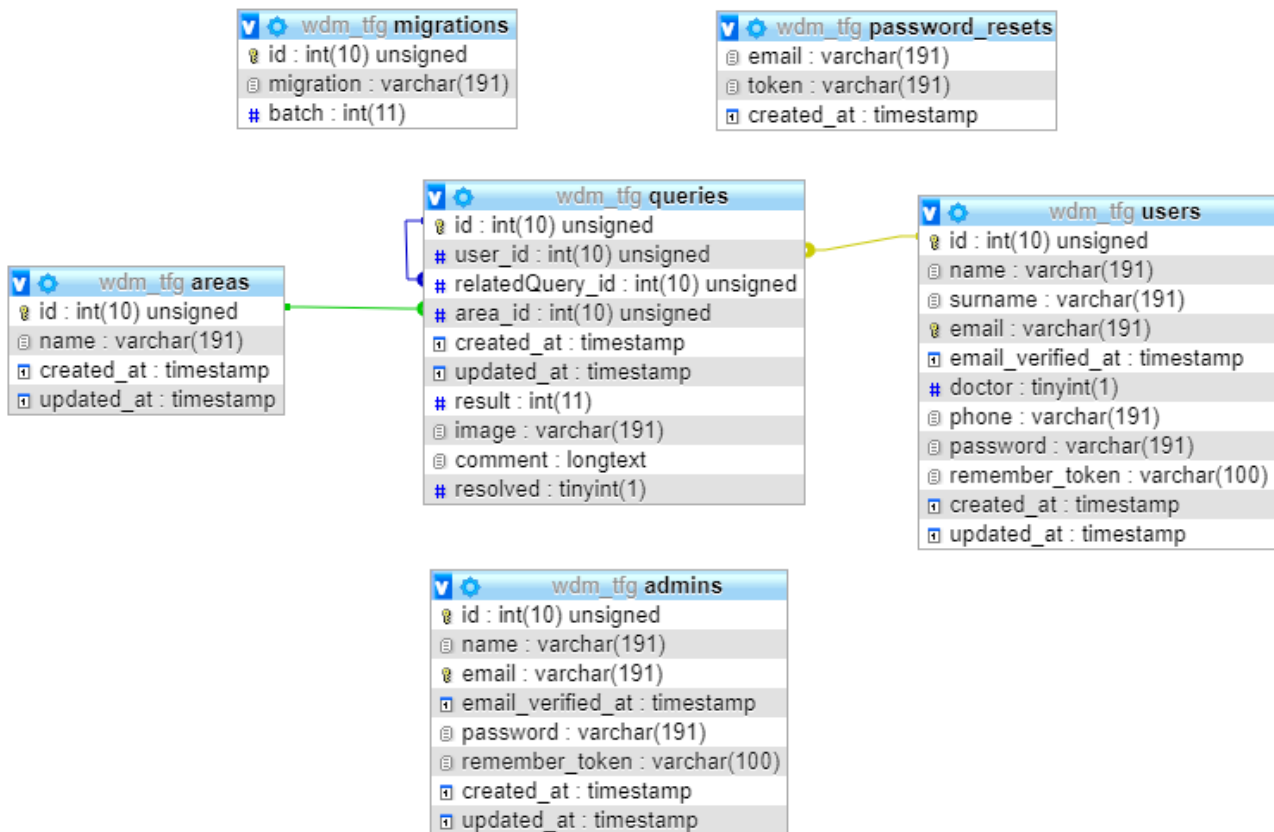 wdm_tfg migrations
id : int(10) unsigned
migration : varchar(191)
batch : int(11)
wdm_tfg password_resets
email : varchar(191)
token : varchar(191)
created_at : timestamp
wdm_tfg areas
id : int(10) unsigned
name : varchar(191)
created_at : timestamp
updated_at : timestamp
wdm_tfg queries
id : int(10) unsigned
user_id : int(10) unsigned
relatedQuery_id : int(10) unsigned
area_id : int(10) unsigned
created_at : timestamp
updated_at : timestamp
result : int(11)
image : varchar(191)
comment : longtext
resolved : tinyint(1)
wdm_tfg users
id : int(10) unsigned
name : varchar(191)
surname : varchar(191)
email : varchar(191)
email_verified_at : timestamp
doctor : tinyint(1)
phone : varchar(191)
password : varchar(191)
remember_token : varchar(100)
created_at : timestamp
updated_at : timestamp
wdm_tfg admins
id : int(10) unsigned
name : varchar(191)
email : varchar(191)
email_verified_at : timestamp
password : varchar(191)
remember_token : varchar(100)
created_at : timestamp
updated_at : timestamp